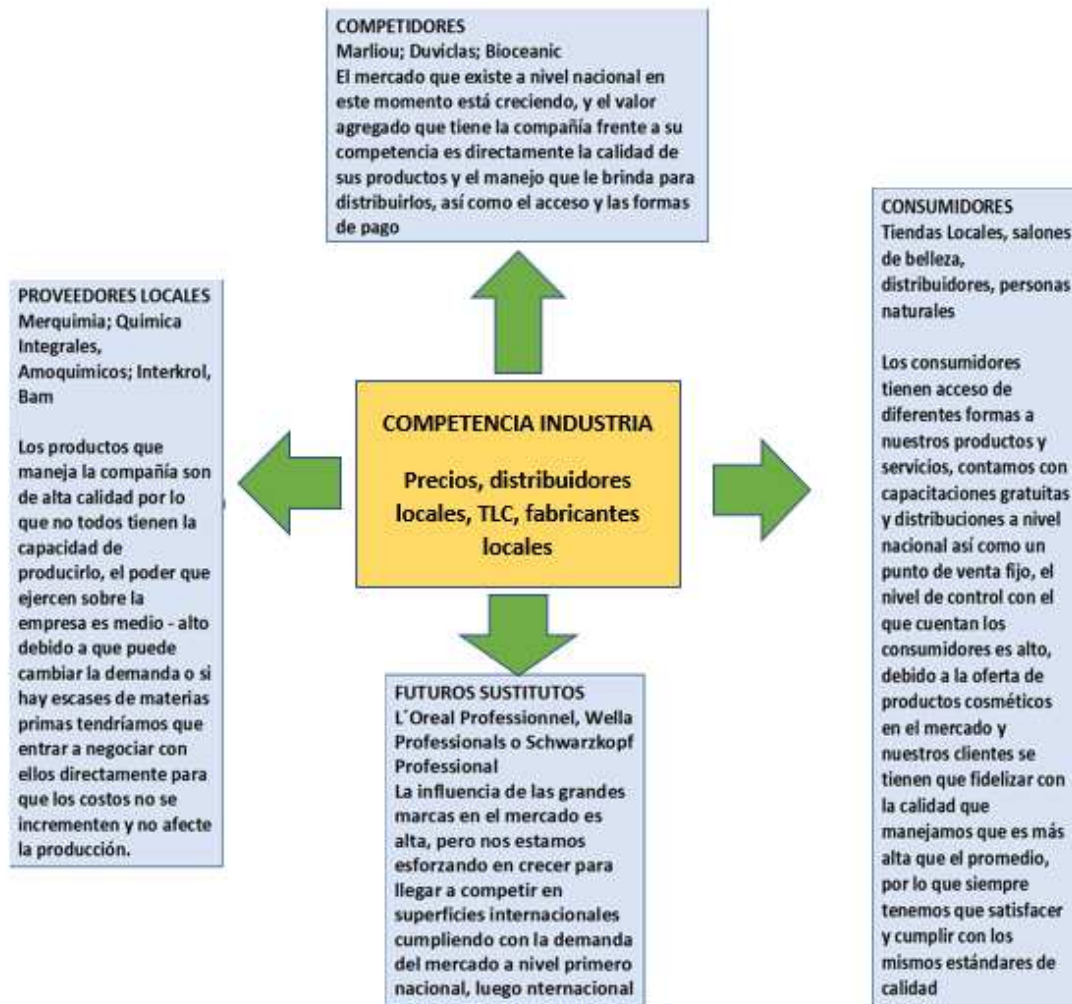 COMPETIDORES
Marliou; Duviclas; Bioceanic
El mercado que existe a nivel nacional en
este momento está creciendo, y el valor
agregado que tiene la compañía frente a su
competencia es directamente la calidad de
sus productos y el manejo que le brinda para
distribuirlos, así como el acceso y las formas
de pago
PROVEEDORES LOCALES
Merquimia; Quimica
Integrales,
Amoquimicos; Interkrol,
Bam
Los productos que
maneja la compañía son
de alta calidad por lo
que no todos tienen la
capacidad de
producirlo, el poder que
ejercen sobre la
empresa es medio - alto
debido a que puede
cambiar la demanda o si
hay escases de materias
primas tendríamos que
entrar a negociar con
ellos directamente para
que los costos no se
incrementen y no afecte
la producción.
COMPETENCIA INDUSTRIA
Precios, distribuidores
locales, TLC, fabricantes
locales
CONSUMIDORES
Tiendas Locales, salones
de belleza,
distribuidores, personas
naturales
Los consumidores
tienen acceso de
diferentes formas a
nuestros productos y
servicios, contamos con
capacitaciones gratuitas
y distribuciones a nivel
nacional así como un
punto de venta fijo, el
nivel de control con el
que cuentan los
consumidores es alto,
debido a la oferta de
productos cosméticos
en el mercado y
nuestros clientes se
tienen que fidelizar con
la calidad que
manejamos que es más
alta que el promedio,
por lo que siempre
tenemos que satisfacer
y cumplir con los
mismos estándares de
calidad
FUTUROS SUSTITUTOS
L´Oreal Professionnel, Wella
Professionals o Schwarzkopf
Professional
La influencia de las grandes
marcas en el mercado es
alta, pero nos estamos
esforzando en crecer para
llegar a competir en
superficies internacionales
cumpliendo con la demanda
del mercado a nivel primero
nacional, luego nternacional